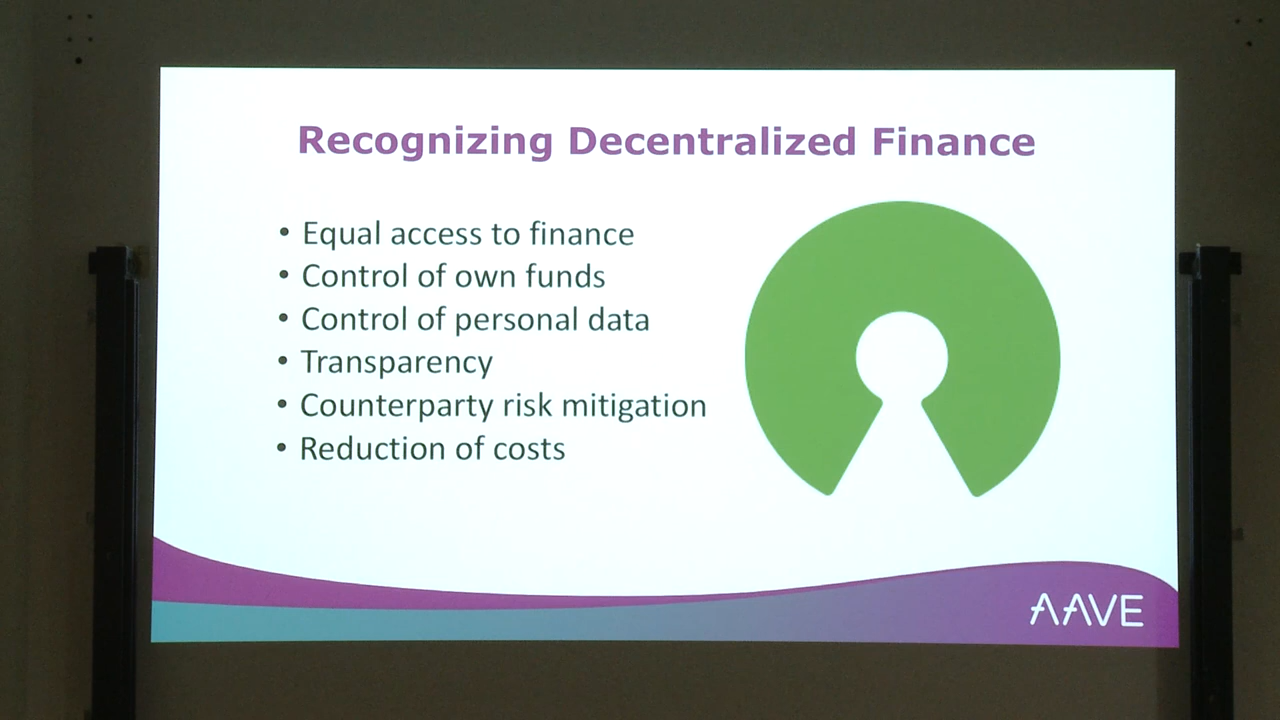 Recognizing Decentralized Finance
• Equal access to finance
• Control of own funds
• Control of personal data
• Transparency
• Counterparty risk mitigation
• Reduction of costs
AAVE